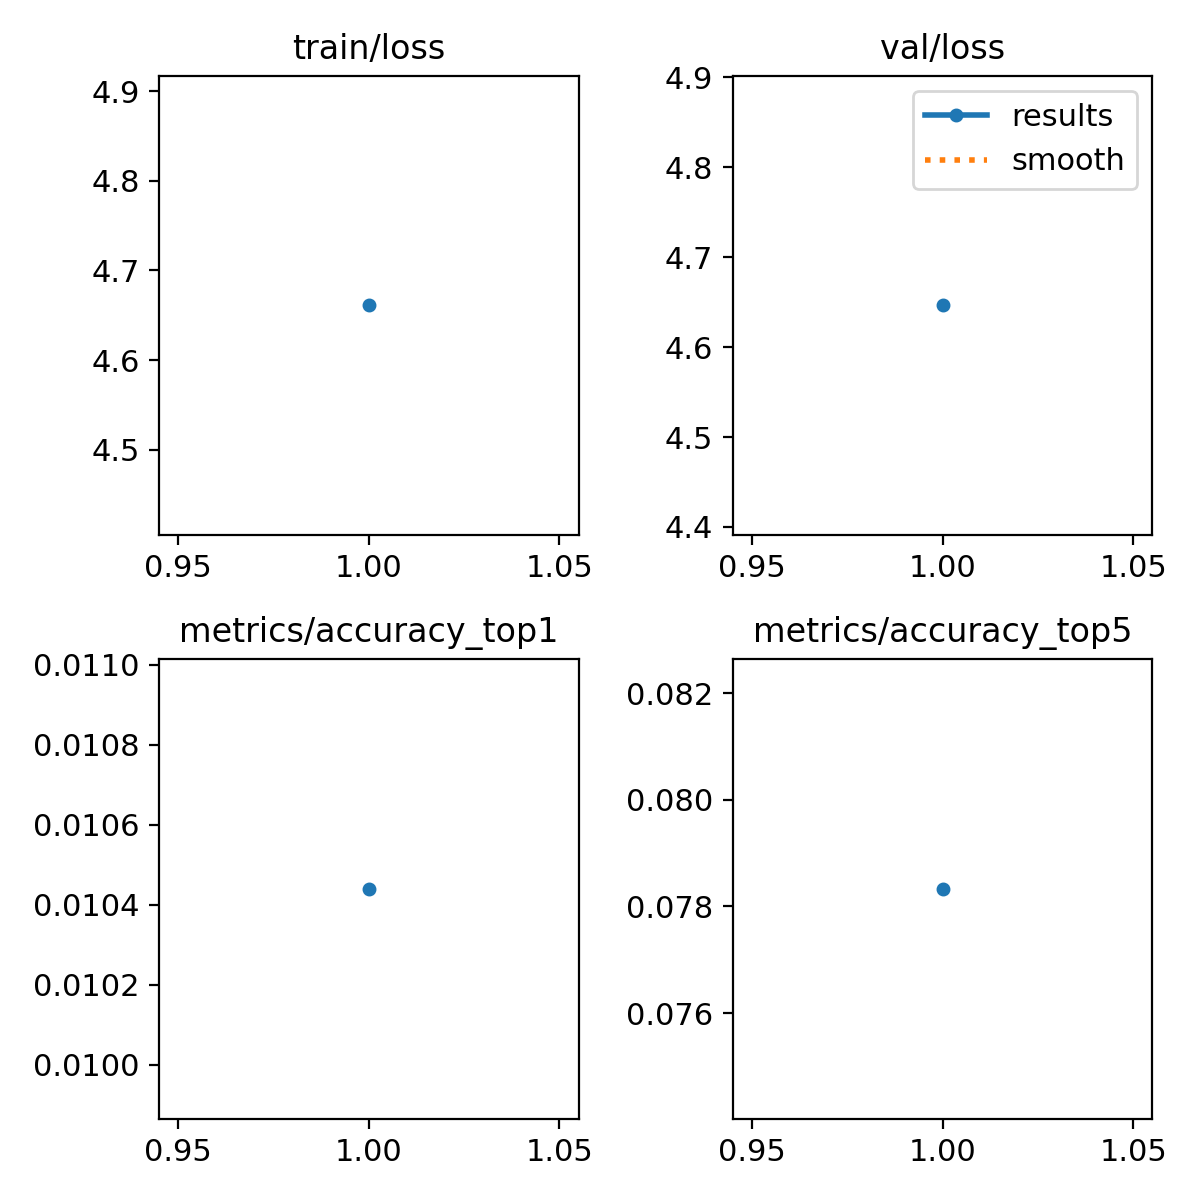 train/loss
4.9
4.8
4.7
4.6
4.5
0.95 1.00 1.05
val/loss
4.9
4.8
4.7
4.6
4.5
4.4
results
smooth
0.95 1.00 1.05
metrics/accuracy_top1
0.0110
0.0108
0.0106
0.0104
0.0102
0.0100
0.95 1.00 1.05
metrics/accuracy_top5
0.082
0.080
0.078
0.076
0.95 1.00 1.05